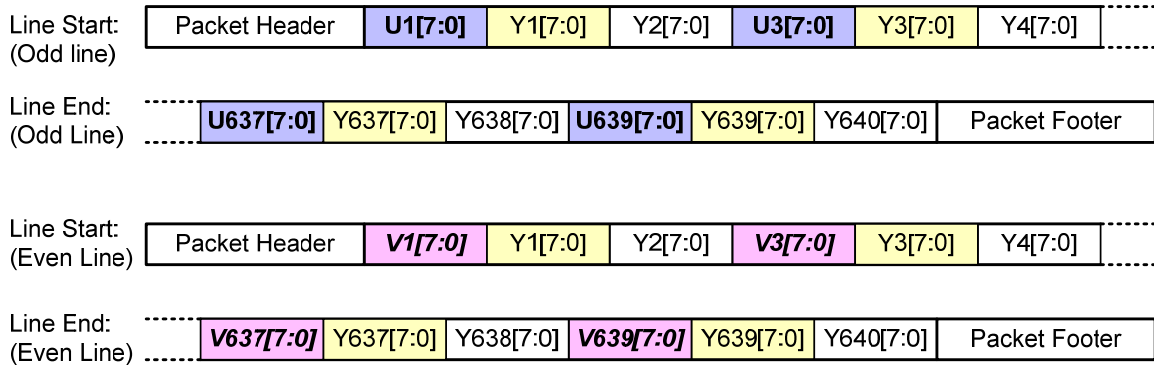 Line Start:
(Odd line)
Packet Header U1[7:0] Y1[7:0] Y2[7:0] U3[7:0] Y3[7:0] Y4[7:0]
Line End:
(Odd Line)
U637[7:0] Y637[7:0] Y638[7:0] U639[7:0] Y639[7:0] Y640[7:0] Packet Footer
Line Start:
(Even Line)
Packet Header V1[7:0] Y1[7:0] Y2[7:0] V3[7:0] Y3[7:0] Y4[7:0]
Line End:
(Even Line)
V637[7:0] Y637[7:0] Y638[7:0] V639[7:0] Y639[7:0] Y640[7:0] Packet Footer